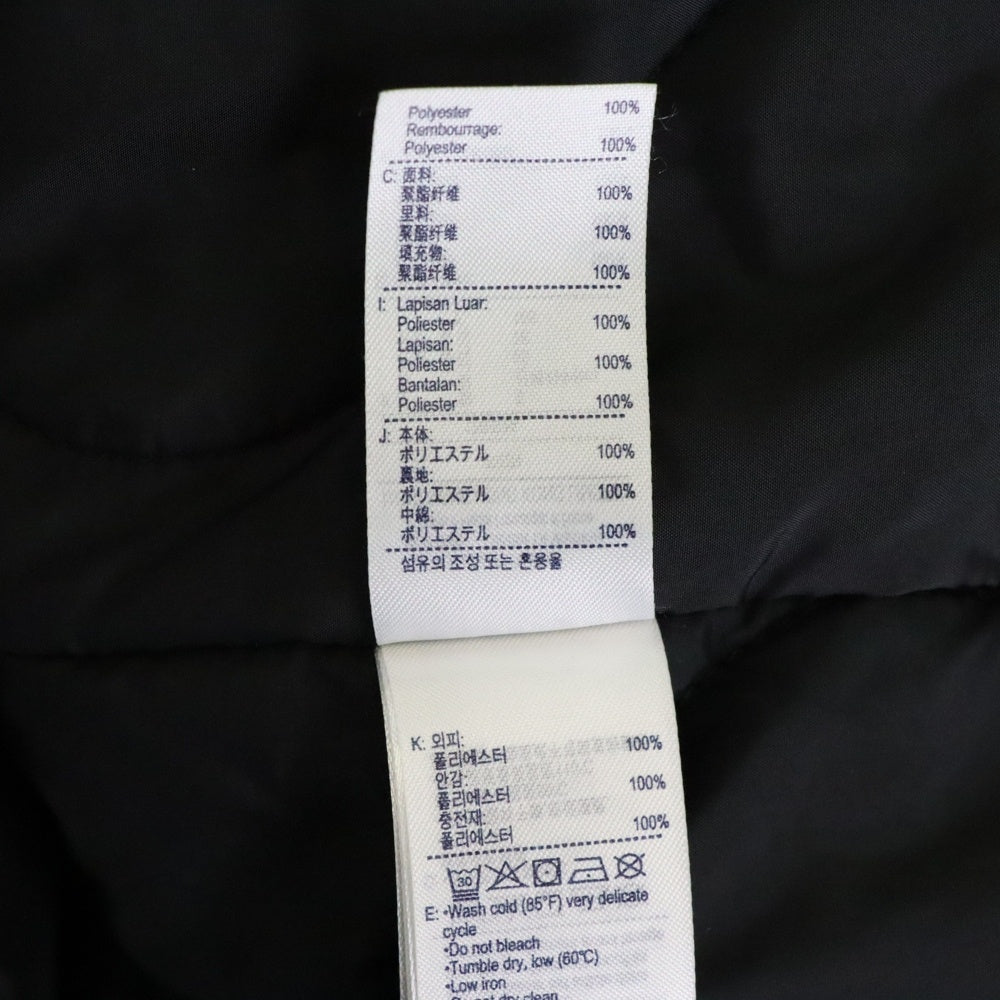 Polyester 100%
Rembourrage:
Polyester 100%
C: 面料:
聚酯纤维 100%
里料:
聚酯纤维 100%
填充物:
聚酯纤维 100%
I: Lapisan Luar:
Poliester 100%
Lapisan:
Poliester 100%
Bantalan:
Poliester 100%
J: 本体:
ポリエステル 100%
裏地:
ポリエステル 100%
中綿:
ポリエステル 100%
섬유의 조성 또는 혼용율
K: 외피:
폴리에스터 100%
안감:
폴리에스터 100%
충전재:
폴리에스터 100%
30
E: •Wash cold (85°F) very delicate
cycle
•Do not bleach
•Tumble dry, low (60℃)
•Low iron
•Do not dry clean